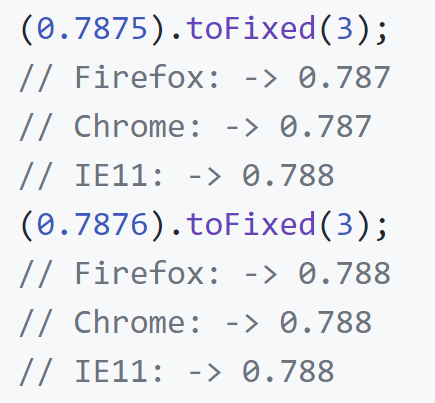 (0.7875).toFixed(3);
// Firefox: -> 0.787
// Chrome: -> 0.787
// IE11: -> 0.788
(0.7876).toFixed(3);
// Firefox: -> 0.788
// Chrome: -> 0.788
// IE11: -> 0.788